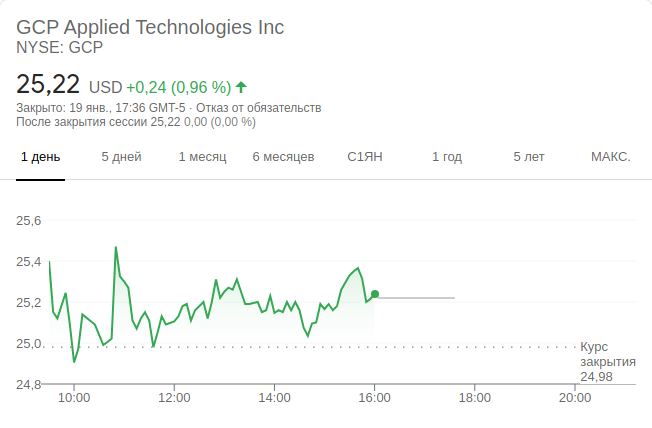 GCP Applied Technologies Inc
NYSE: GCP
25,22 USD +0,24 (0,96 %)
Закрыто: 19 янв., 17:36 GMT-5 · Отказ от обязательств
После закрытия сессии 25,22 0,00 (0,00 %)
1 день 5 дней 1 месяц 6 месяцев С1ЯН 1 год 5 лет МАКС.
25,6
25,4
25,2
25,0
Курс
закрытия
24,98
24,8
10:00 12:00 14:00 16:00 18:00 20:00